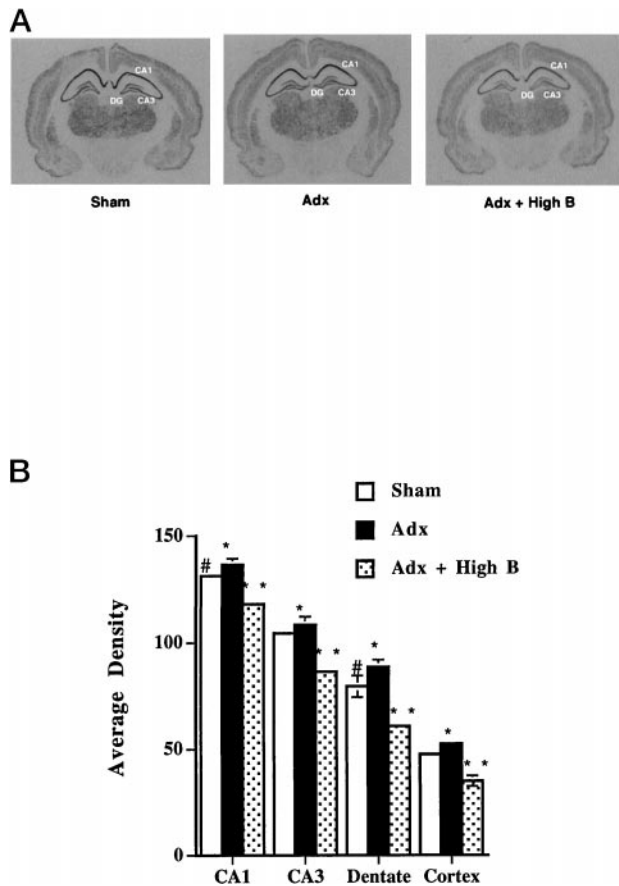 A
CA1
CA1
CA1
DG CA3
DG CA3
DG CA3
Sham
Adx
Adx + High B
B
Sham
Adx
Adx + High B
Average Density
150
100
50
0
# * * *
* * *
# * * *
* * *
CA1
CA3
Dentate
Cortex